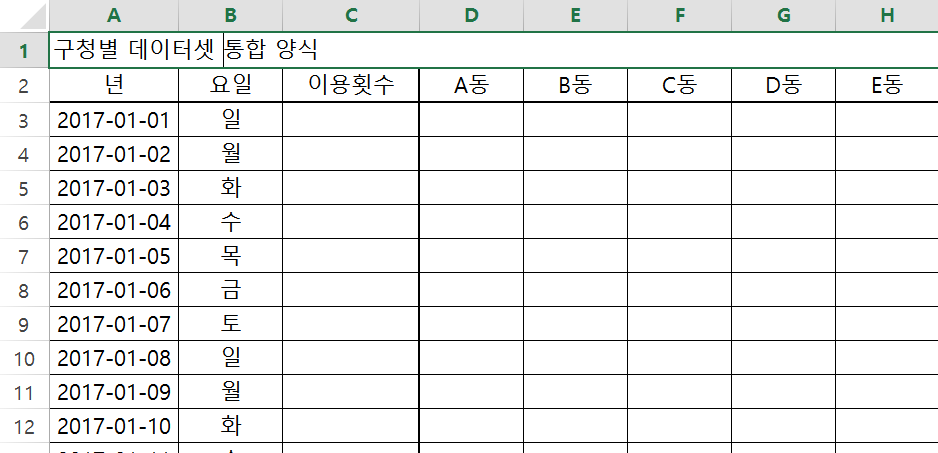 A B C D E F G H
1 구청별 데이터셋 통합 양식
2 년 요일 이용횟수 A동 B동 C동 D동 E동
3 2017-01-01 일
4 2017-01-02 월
5 2017-01-03 화
6 2017-01-04 수
7 2017-01-05 목
8 2017-01-06 금
9 2017-01-07 토
10 2017-01-08 일
11 2017-01-09 월
12 2017-01-10 화